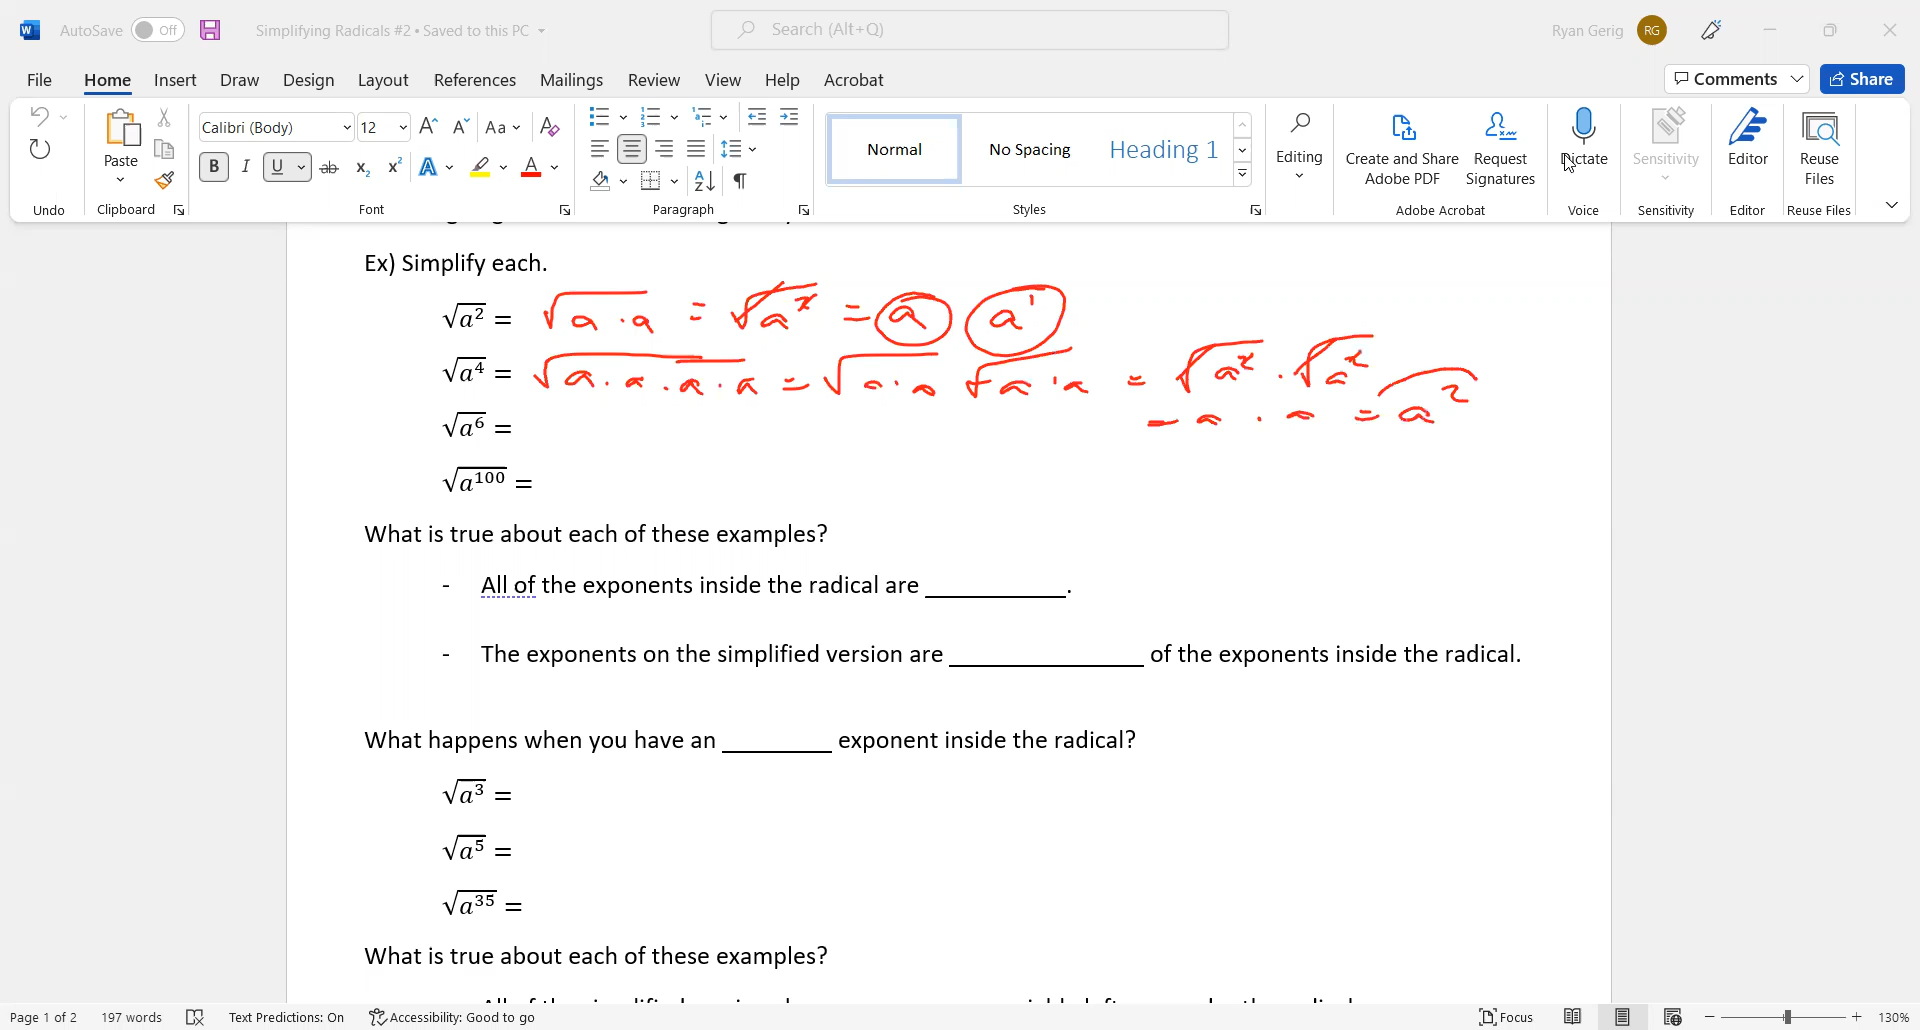 AutoSave Off Simplifying Radicals #2 • Saved to this PC Search (Alt+Q) Ryan Gerig RG
File Home Insert Draw Design Layout References Mailings Review View Help Acrobat Comments Share
Calibri (Body) 12 Aa
Paste B I U ab x₂ x² A A Normal No Spacing Heading 1 Editing Create and Share Adobe PDF Request Signatures Dictate Sensitivity Editor Reuse Files
Undo Clipboard Font Paragraph Styles Adobe Acrobat Voice Sensitivity Editor Reuse Files
Ex) Simplify each.
√a² = √a · a = √a² = a a¹
√a⁴ = √a · a · a · a = √a · a √a · a = √a² · √a²
= a · a = a²
√a⁶ =
√a¹⁰⁰ =
What is true about each of these examples?
- All of the exponents inside the radical are ___________.
- The exponents on the simplified version are _______________ of the exponents inside the radical.
What happens when you have an _________ exponent inside the radical?
√a³ =
√a⁵ =
√a³⁵ =
What is true about each of these examples?
Page 1 of 2 197 words Text Predictions: On Accessibility: Good to go Focus 130%